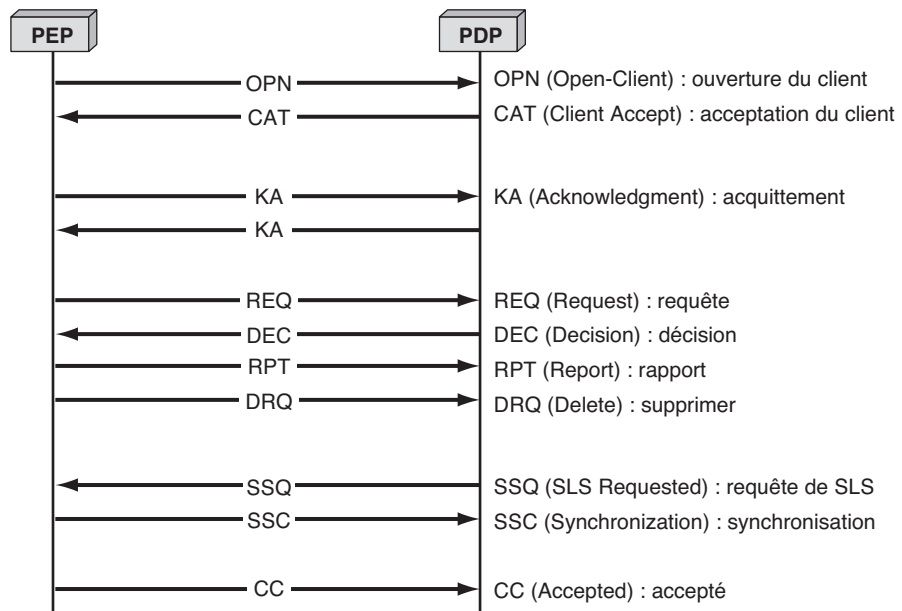 PEP PDP
OPN OPN (Open-Client) : ouverture du client
CAT CAT (Client Accept) : acceptation du client
KA KA (Acknowledgment) : acquittement
KA
REQ REQ (Request) : requête
DEC DEC (Decision) : décision
RPT RPT (Report) : rapport
DRQ DRQ (Delete) : supprimer
SSQ SSQ (SLS Requested) : requête de SLS
SSC SSC (Synchronization) : synchronisation
CC CC (Accepted) : accepté